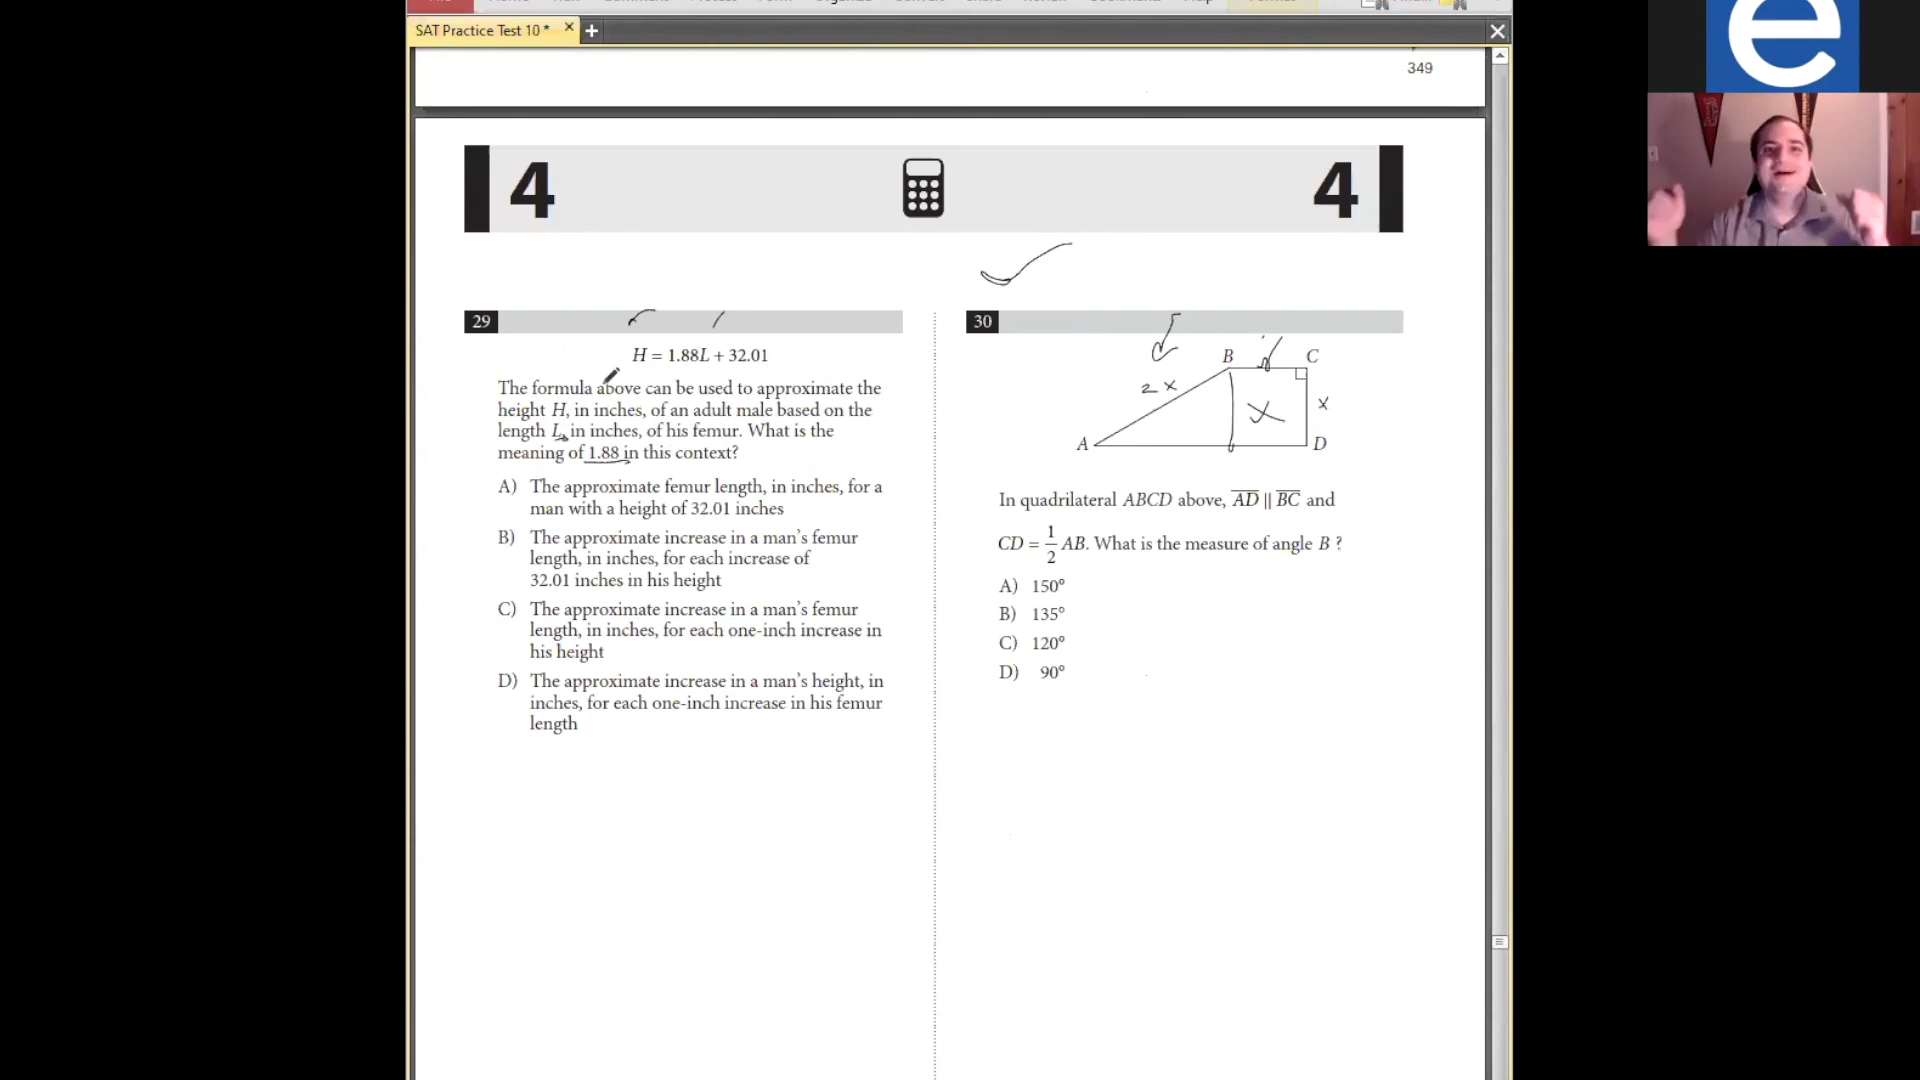 SAT Practice Test 10 *
349
4 4
29
H = 1.88L + 32.01
The formula above can be used to approximate the
height H, in inches, of an adult male based on the
length L, in inches, of his femur. What is the
meaning of 1.88 in this context?
A) The approximate femur length, in inches, for a
man with a height of 32.01 inches
B) The approximate increase in a man's femur
length, in inches, for each increase of
32.01 inches in his height
C) The approximate increase in a man's femur
length, in inches, for each one-inch increase in
his height
D) The approximate increase in a man's height, in
inches, for each one-inch increase in his femur
length
30
B C
2x
x
A D
In quadrilateral ABCD above, AD || BC and
CD = 1/2 AB. What is the measure of angle B ?
A) 150°
B) 135°
C) 120°
D) 90°
e